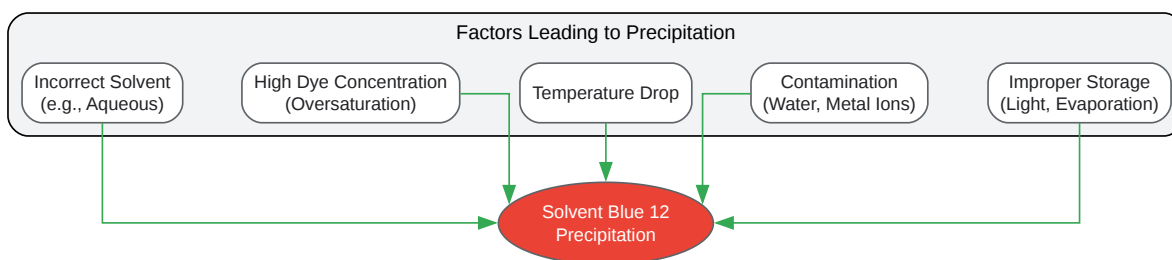 Factors Leading to Precipitation
Incorrect Solvent
(e.g., Aqueous)
High Dye Concentration
(Oversaturation)
Temperature Drop
Contamination
(Water, Metal Ions)
Improper Storage
(Light, Evaporation)
Solvent Blue 12
Precipitation